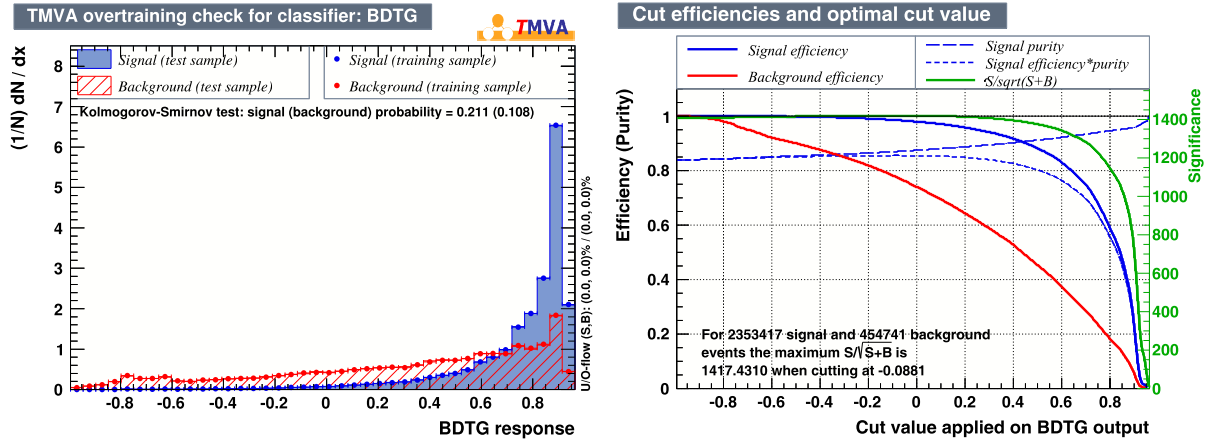 TMVA overtraining check for classifier: BDTG
TMVA
(1/N) dN / dx
Signal (test sample)
Background (test sample)
Signal (training sample)
Background (training sample)
Kolmogorov-Smirnov test: signal (background) probability = 0.211 (0.108)
8
7
6
5
4
3
2
1
0
-0.8 -0.6 -0.4 -0.2 0 0.2 0.4 0.6 0.8
BDTG response
U/O-flow (S,B): (0.0, 0.0)% / (0.0, 0.0)%
Cut efficiencies and optimal cut value
Signal efficiency
Background efficiency
Signal purity
Signal efficiency*purity
S/sqrt(S+B)
Efficiency (Purity)
1
0.8
0.6
0.4
0.2
0
For 2353417 signal and 454741 background
events the maximum S/√S+B is
1417.4310 when cutting at -0.0881
-0.8 -0.6 -0.4 -0.2 0 0.2 0.4 0.6 0.8
Cut value applied on BDTG output
1400
1200
1000
800
600
400
200
0
Significance